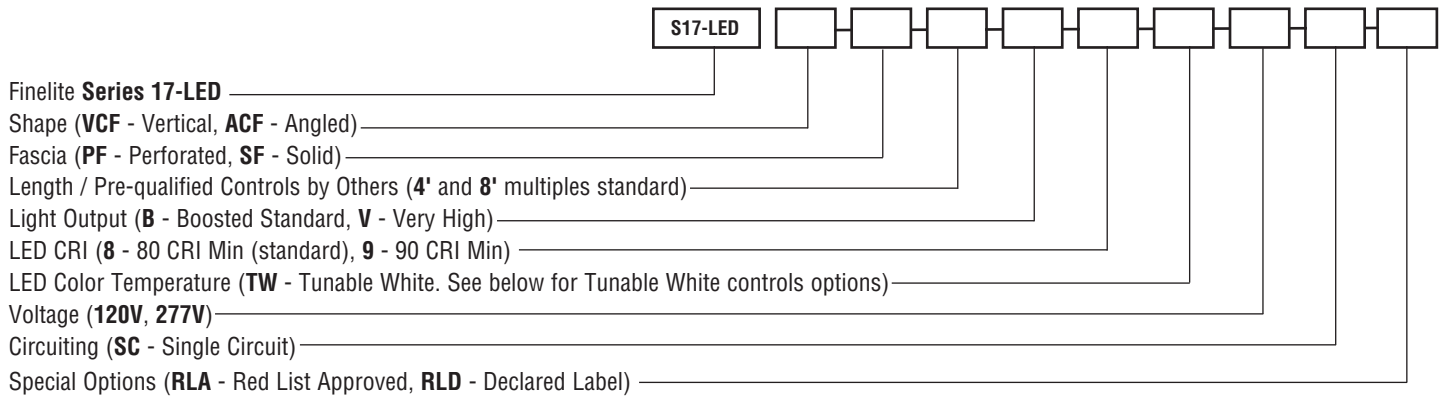 S17-LED
Finelite Series 17-LED
Shape (VCF - Vertical, ACF - Angled)
Fascia (PF - Perforated, SF - Solid)
Length / Pre-qualified Controls by Others (4' and 8' multiples standard)
Light Output (B - Boosted Standard, V - Very High)
LED CRI (8 - 80 CRI Min (standard), 9 - 90 CRI Min)
LED Color Temperature (TW - Tunable White. See below for Tunable White controls options)
Voltage (120V, 277V)
Circuiting (SC - Single Circuit)
Special Options (RLA - Red List Approved, RLD - Declared Label)